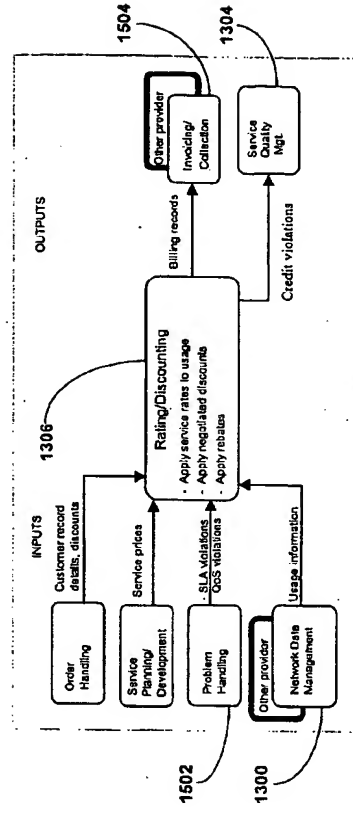 INPUTS
OUTPUTS
1306
1504
1304
Order
Handling
Customer record
details, discounts
Service
Planning/
Development
Service prices
Problem
Handling
SLA violations
QoS violations
1502
Other provider
Network Data
Management
Usage information
1300
Rating/Discounting
- Apply service rates to usage
- Apply negotiated discounts
- Apply rebates
Billing records
Other provider
Invoicing/
Collection
Credit violations
Service
Quality
Mgt.